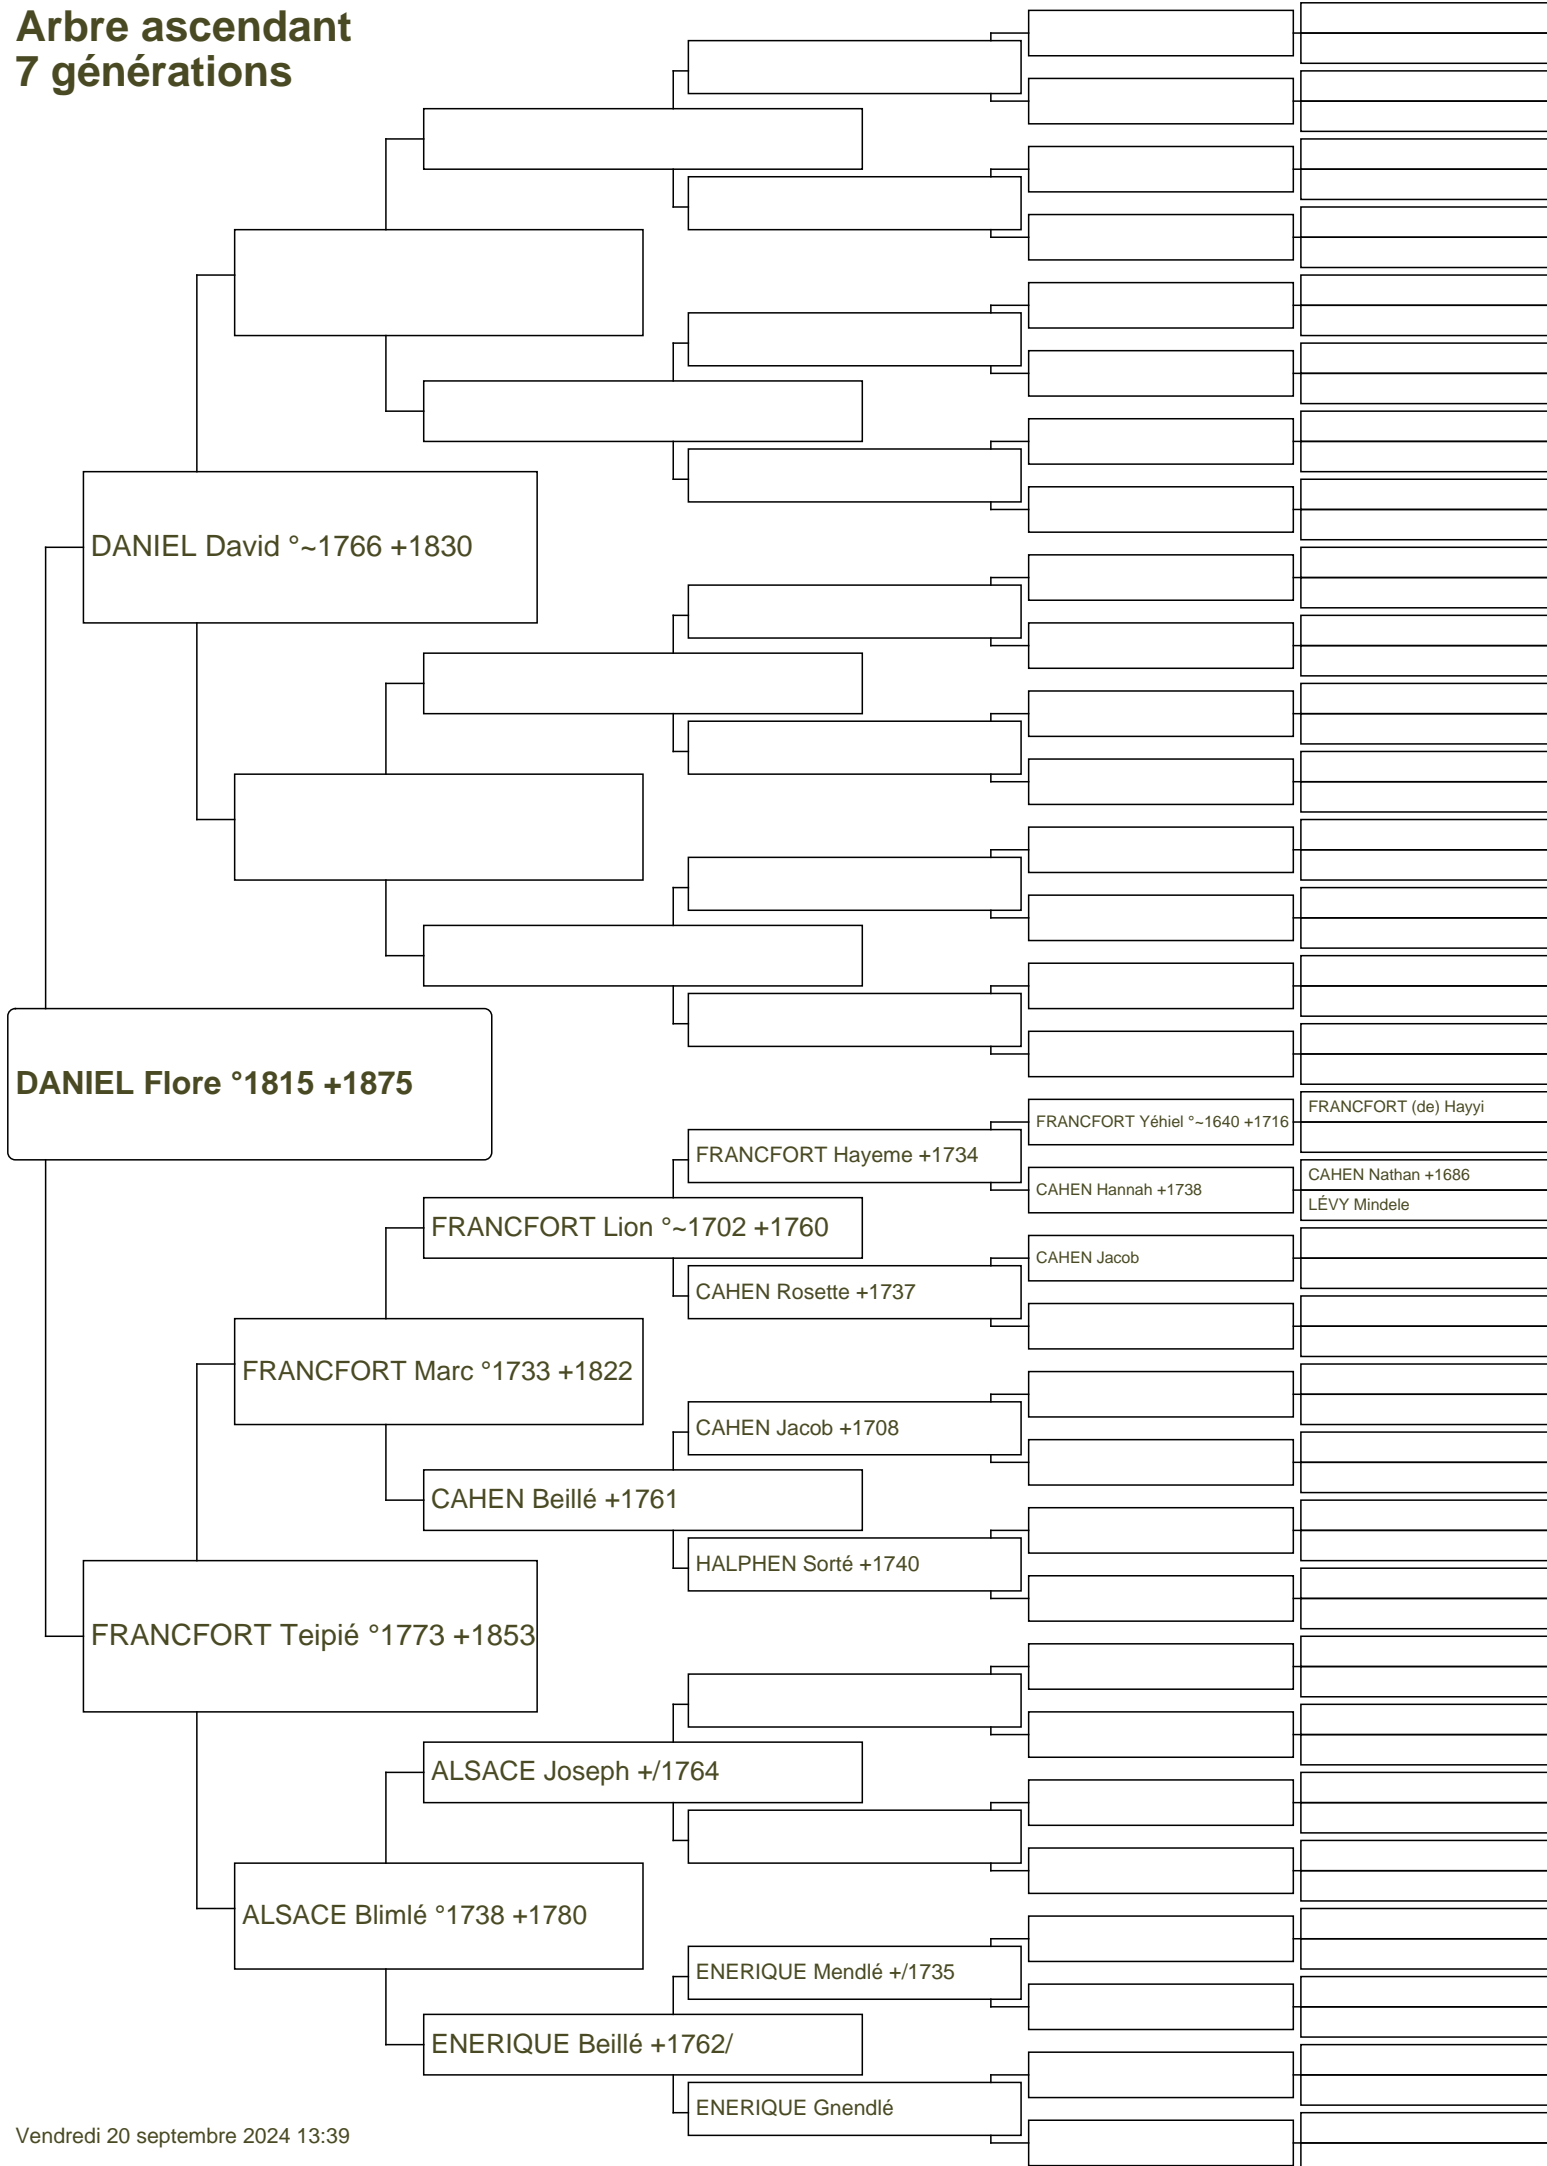 Arbre ascendant
7 générations
DANIEL David °~1766 +1830
DANIEL Flore °1815 +1875
FRANCFORT (de) Hayyi
FRANCFORT Yéhiel °~1640 +1716
FRANCFORT Hayeme +1734
CAHEN Nathan +1686
CAHEN Hannah +1738
LÉVY Mindele
FRANCFORT Lion °~1702 +1760
CAHEN Jacob
CAHEN Rosette +1737
FRANCFORT Marc °1733 +1822
CAHEN Jacob +1708
CAHEN Beillé +1761
HALPHEN Sorté +1740
FRANCFORT Teipié °1773 +1853
ALSACE Joseph +/1764
ALSACE Blimlé °1738 +1780
ENERIQUE Mendlé +/1735
ENERIQUE Beillé +1762/
ENERIQUE Gnendlé
Vendredi 20 septembre 2024 13:39